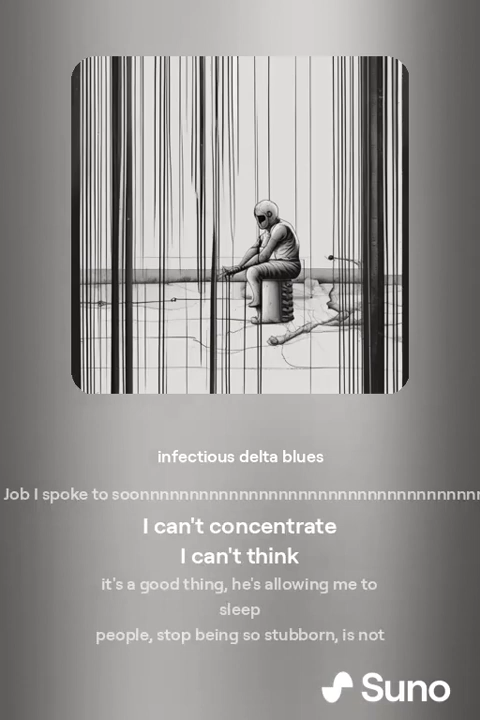 infectious delta blues
Job I spoke to soonnnnnnnnnnnnnnnnnnnnnnnnnnnnnnnnnnnnnn
I can't concentrate
I can't think
it's a good thing, he's allowing me to
sleep
people, stop being so stubborn, is not
Suno